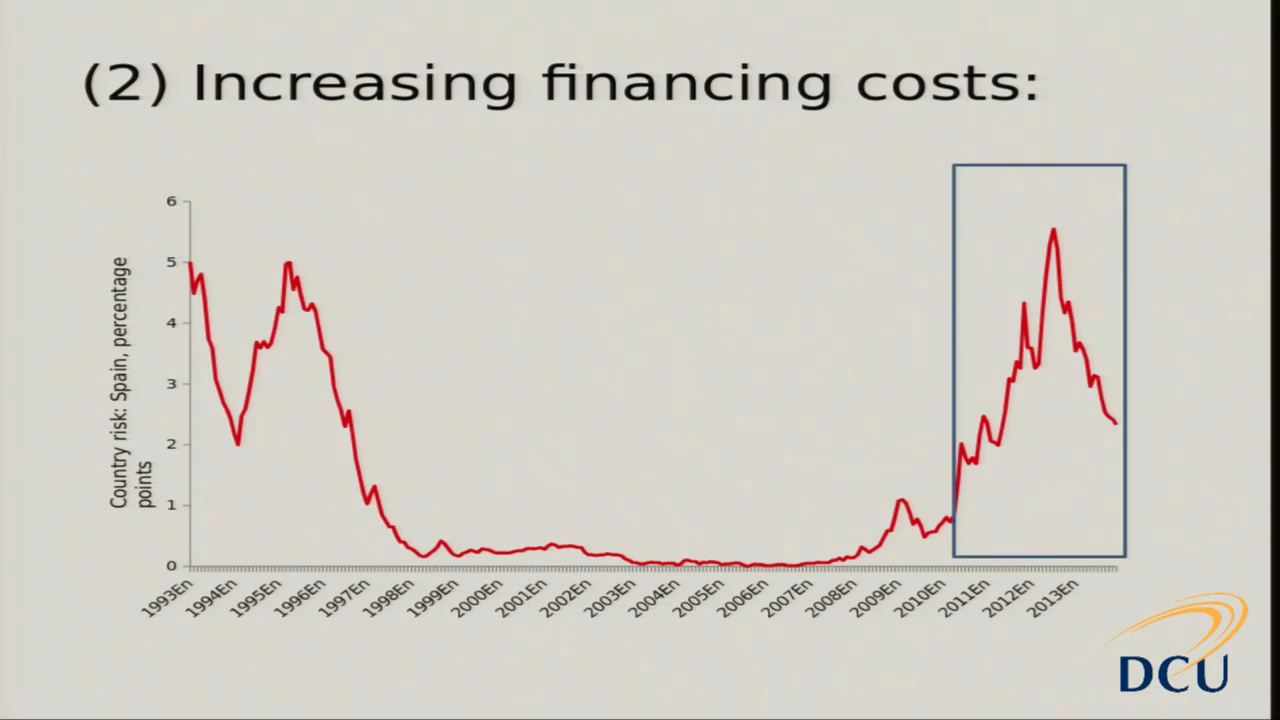 (2) Increasing financing costs:
Country risk: Spain, percentage
points
6
5
4
3
2
1
0
1993En
1994En
1995En
1996En
1997En
1998En
1999En
2000En
2001En
2002En
2003En
2004En
2005En
2006En
2007En
2008En
2009En
2010En
2011En
2012En
2013En
DCU